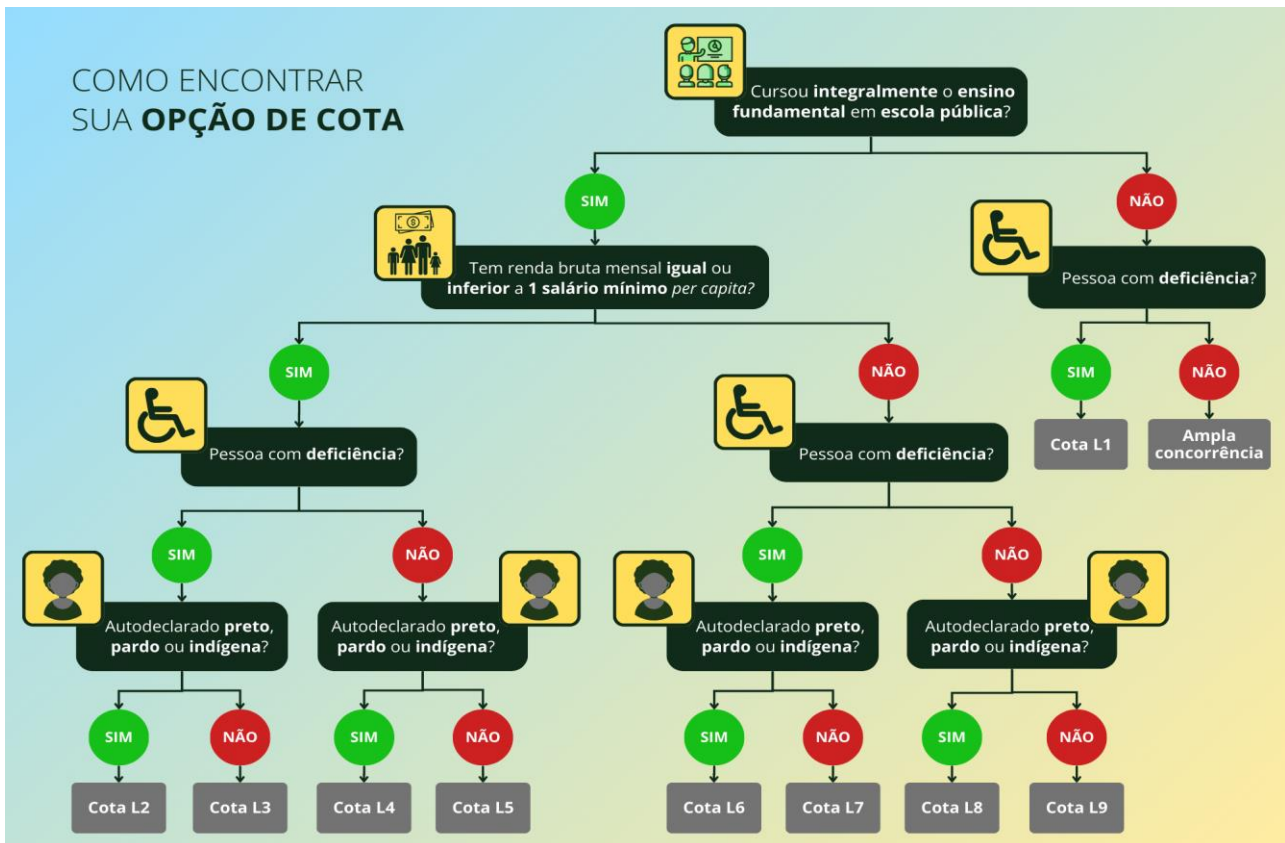 COMO ENCONTRAR
SUA OPÇÃO DE COTA
Cursou integralmente o ensino
fundamental em escola pública?
SIM
NÃO
Tem renda bruta mensal igual ou
inferior a 1 salário mínimo per capita?
Pessoa com deficiência?
SIM
NÃO
SIM
NÃO
Cota L1
Ampla
concorrência
Pessoa com deficiência?
Pessoa com deficiência?
SIM
NÃO
SIM
NÃO
Autodeclarado preto,
pardo ou indígena?
Autodeclarado preto,
pardo ou indígena?
Autodeclarado preto,
pardo ou indígena?
Autodeclarado preto,
pardo ou indígena?
SIM
NÃO
SIM
NÃO
SIM
NÃO
SIM
NÃO
Cota L2
Cota L3
Cota L4
Cota L5
Cota L6
Cota L7
Cota L8
Cota L9